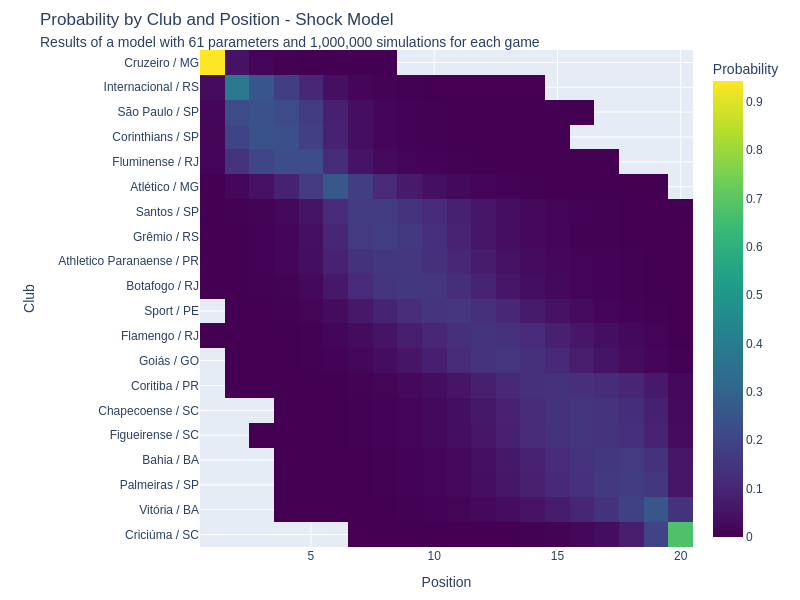 Probability by Club and Position - Shock Model
Results of a model with 61 parameters and 1,000,000 simulations for each game
Probability
Club
Cruzeiro / MG
Internacional / RS
São Paulo / SP
Corinthians / SP
Fluminense / RJ
Atlético / MG
Santos / SP
Grêmio / RS
Athletico Paranaense / PR
Botafogo / RJ
Sport / PE
Flamengo / RJ
Goiás / GO
Coritiba / PR
Chapecoense / SC
Figueirense / SC
Bahia / BA
Palmeiras / SP
Vitória / BA
Criciúma / SC
0.9
0.8
0.7
0.6
0.5
0.4
0.3
0.2
0.1
0
5 10 15 20
Position